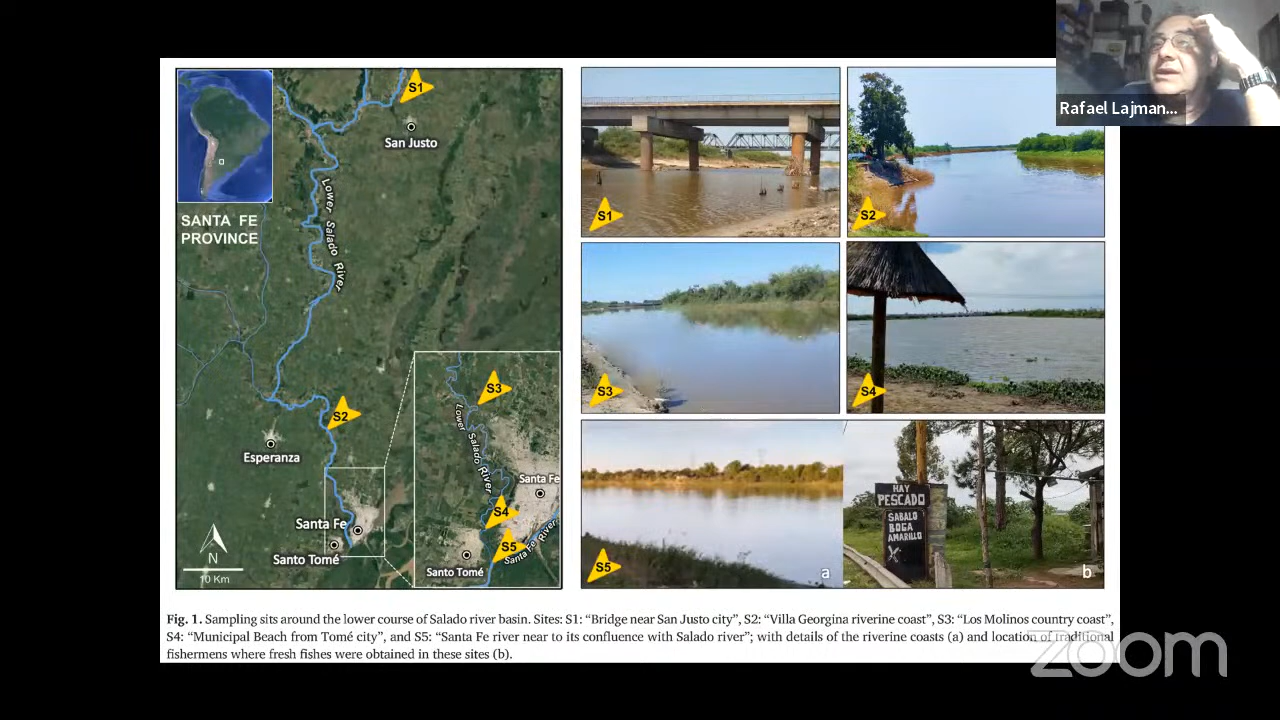 Rafael Lajman...
SANTA FE
PROVINCE
S1
San Justo
Lower Salado River
S2
Esperanza
Santa Fe
Santo Tomé
N
10 Km
S3
Lower Salado River
Santa Fe
S4
S5
Santa Fe River
Santo Tomé
S1
S2
S3
S4
S5
a
HAY
PESCADO
SABALO
BOGA
AMARILLO
b
Fig. 1. Sampling sits around the lower course of Salado river basin. Sites: S1: “Bridge near San Justo city”, S2: “Villa Georgina riverine coast”, S3: “Los Molinos country coast”,
S4: “Municipal Beach from Tomé city”, and S5: “Santa Fe river near to its confluence with Salado river”; with details of the riverine coasts (a) and location of traditional
fishermens where fresh fishes were obtained in these sites (b).
zoom